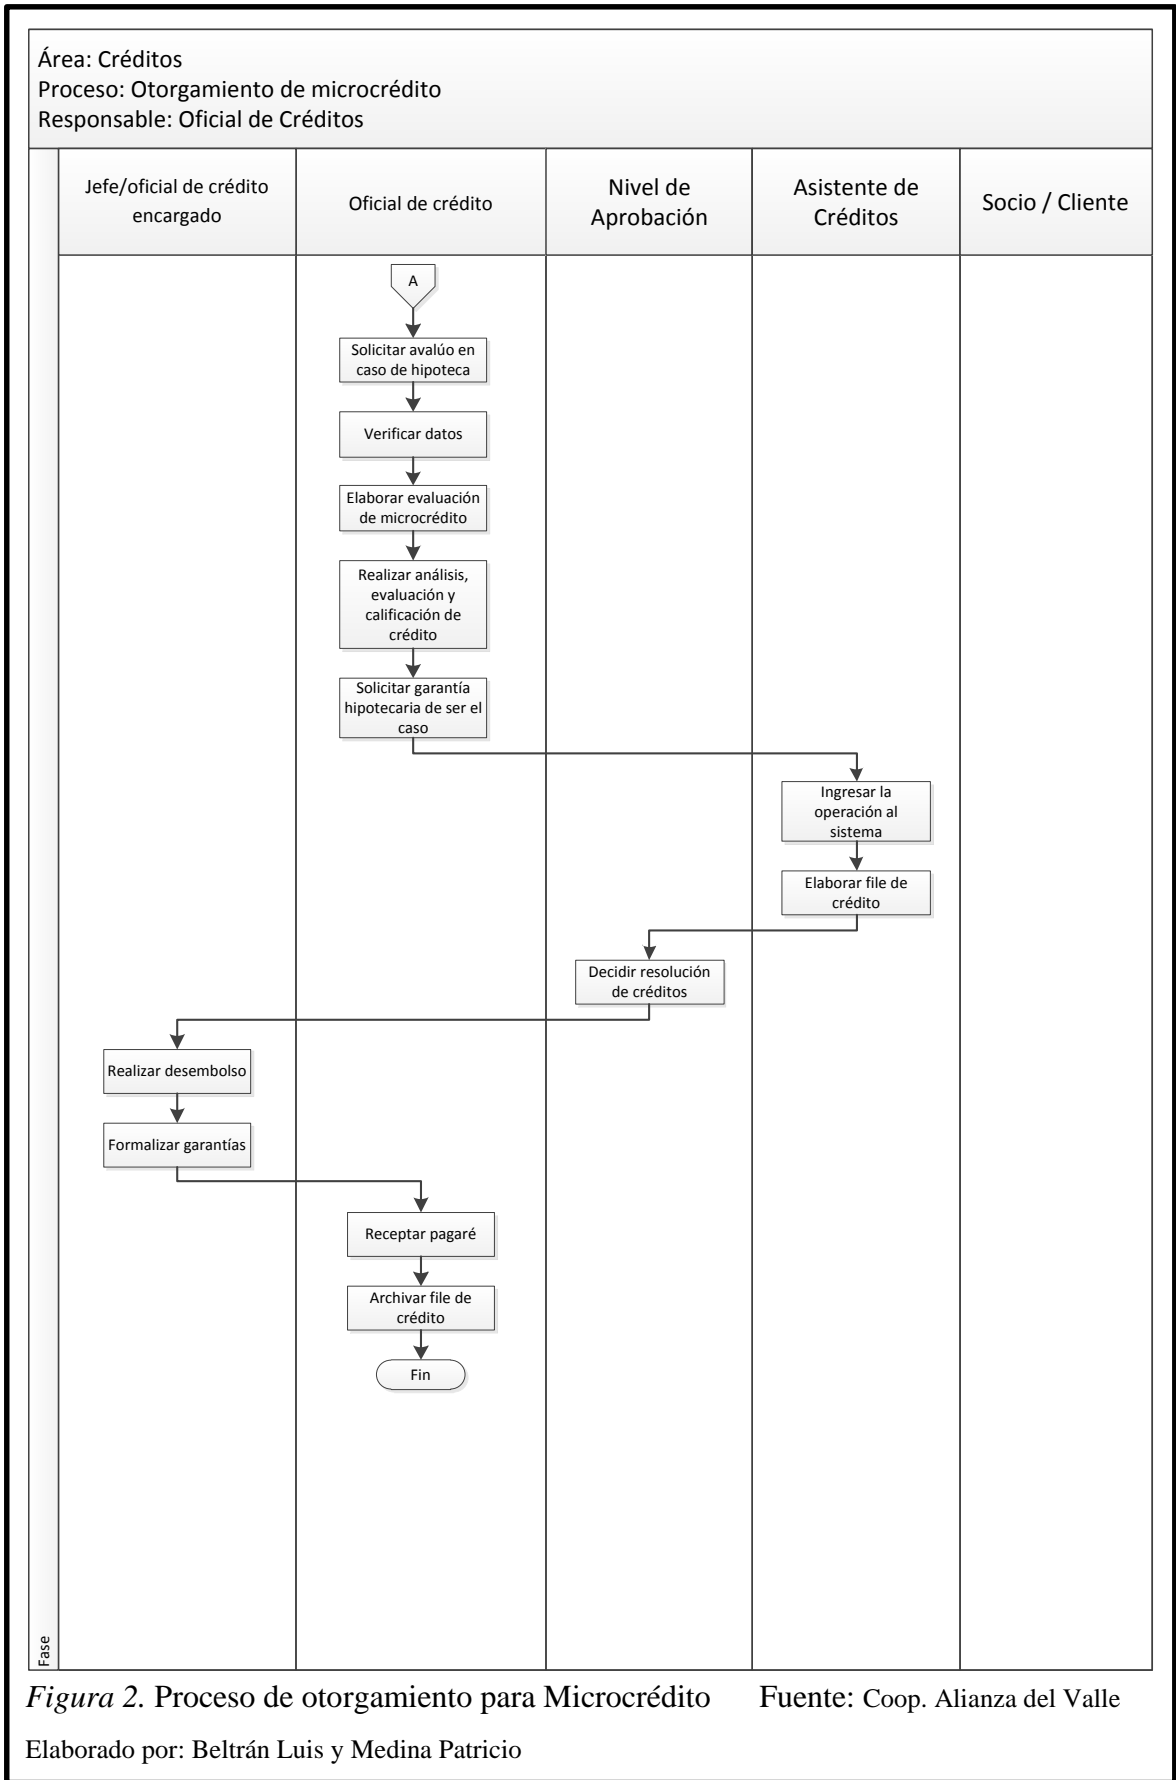 Área: Créditos
Proceso: Otorgamiento de microcrédito
Responsable: Oficial de Créditos
Jefe/oficial de crédito
encargado
Oficial de crédito
Nivel de
Aprobación
Asistente de
Créditos
Socio / Cliente
A
Solicitar avalúo en
caso de hipoteca
Verificar datos
Elaborar evaluación
de microcrédito
Realizar análisis,
evaluación y
calificación de
crédito
Solicitar garantía
hipotecaria de ser el
caso
Ingresar la
operación al
sistema
Elaborar file de
crédito
Decidir resolución
de créditos
Realizar desembolso
Formalizar garantías
Receptar pagaré
Archivar file de
crédito
Fin
Fase
Figura 2. Proceso de otorgamiento para Microcrédito Fuente: Coop. Alianza del Valle
Elaborado por: Beltrán Luis y Medina Patricio